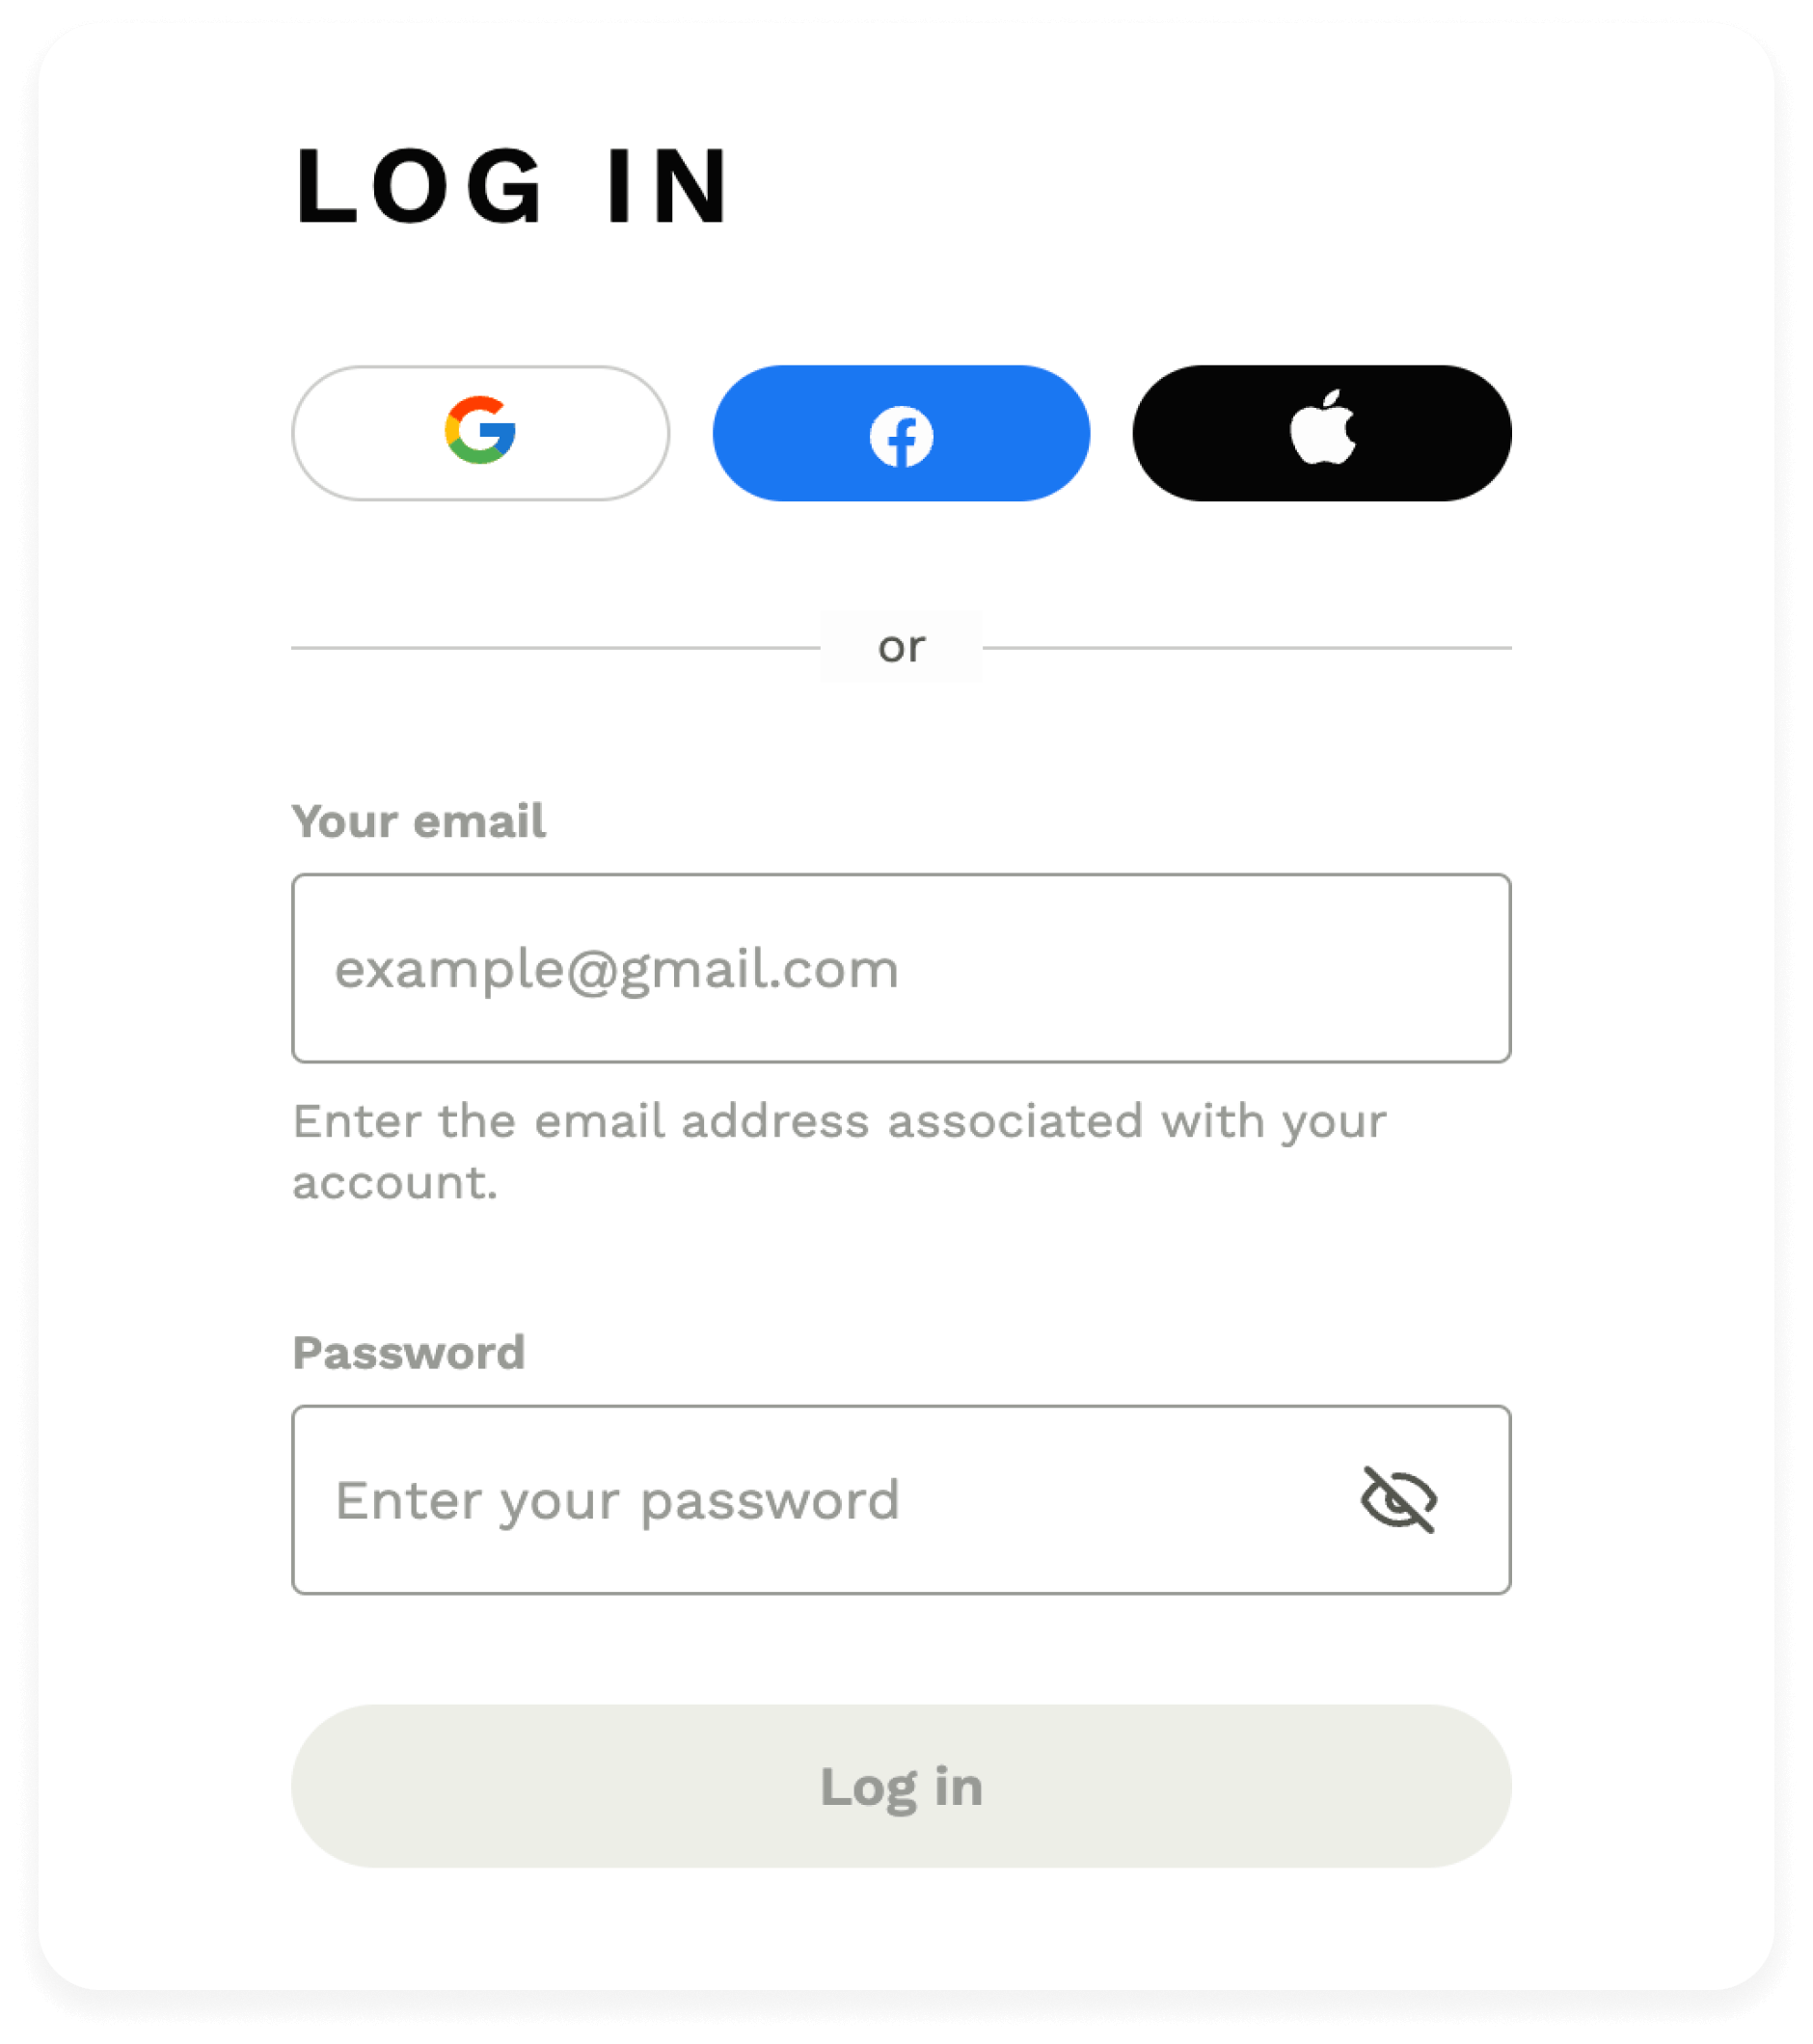 LOG IN
or
Your email
example@gmail.com
Enter the email address associated with your
account.
Password
Enter your password
Log in